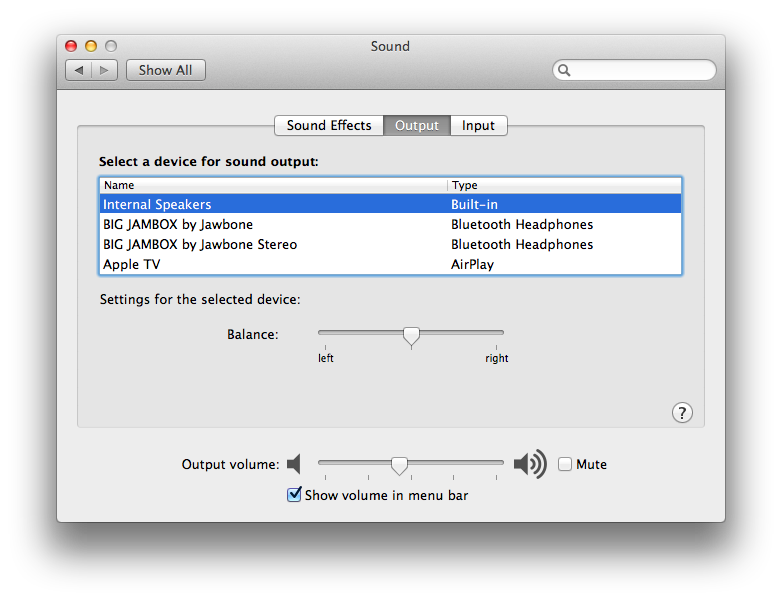 Sound
Show All
Sound Effects Output Input
Select a device for sound output:
Name Type
Internal Speakers Built-in
BIG JAMBOX by Jawbone Bluetooth Headphones
BIG JAMBOX by Jawbone Stereo Bluetooth Headphones
Apple TV AirPlay
Settings for the selected device:
Balance:
left right
?
Output volume: Mute
Show volume in menu bar